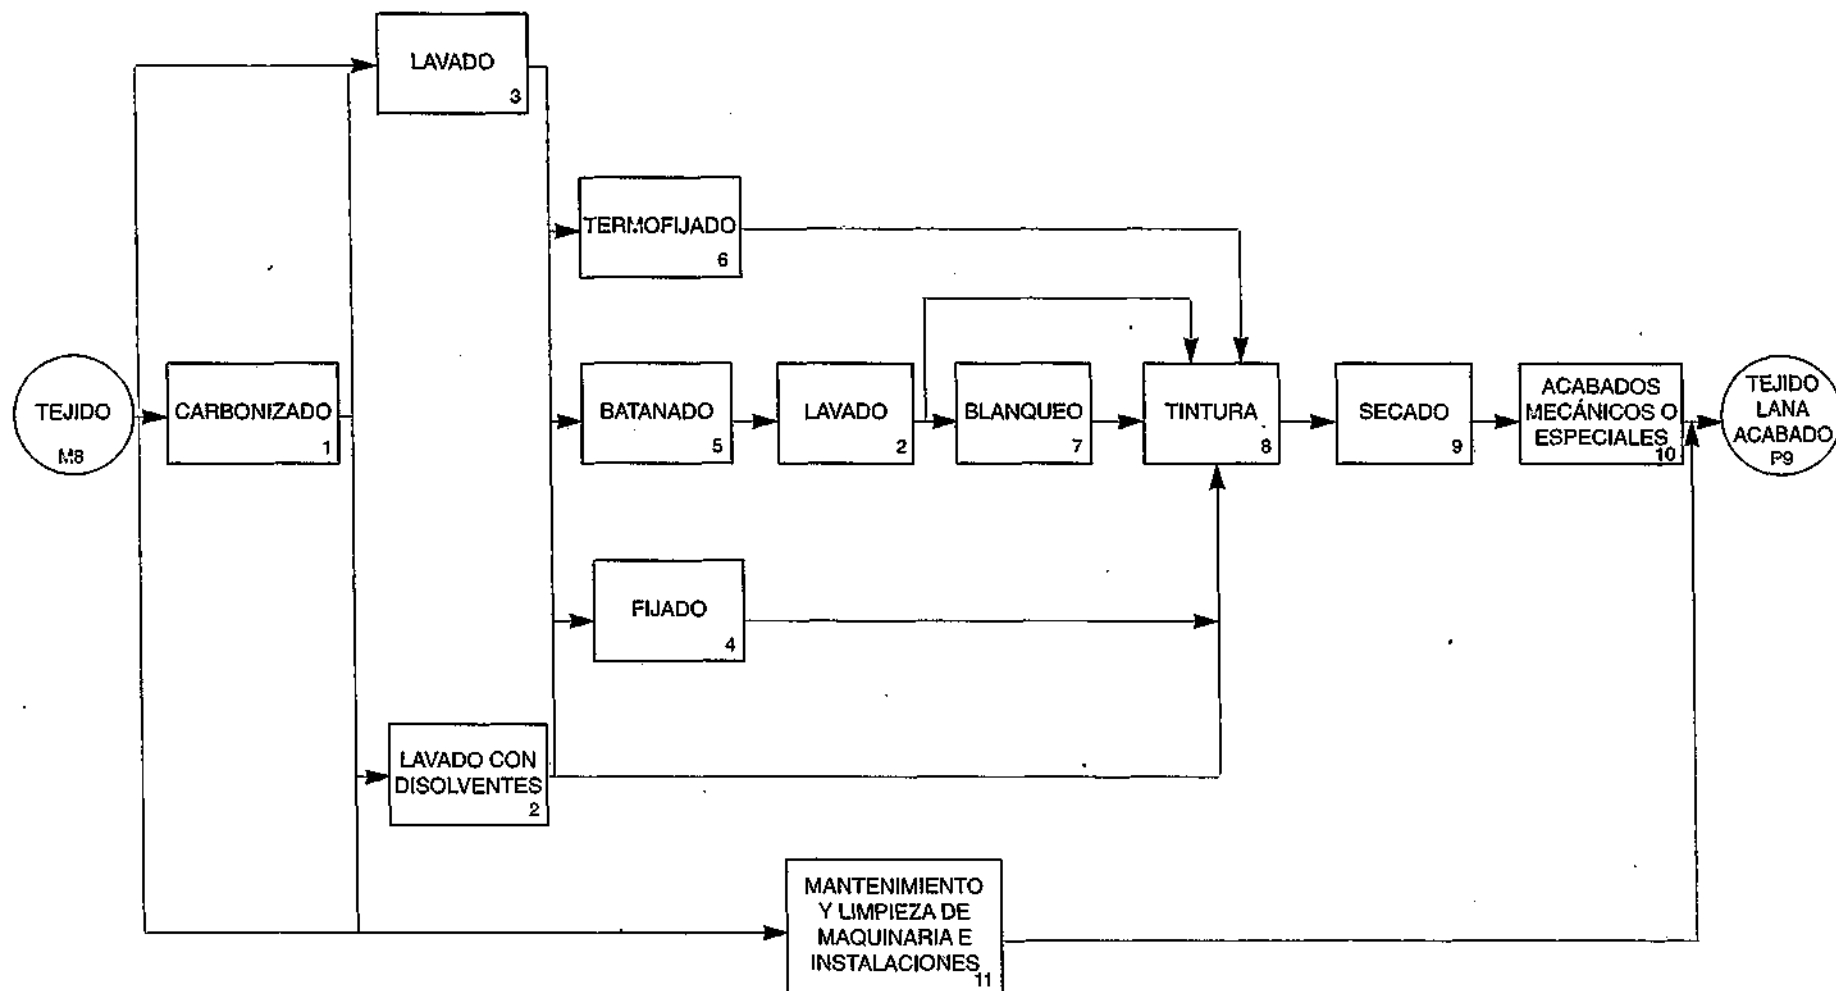 LAVADO
3
TERMOFIJADO
6
TEJIDO
M8
CARBONIZADO
1
BATANADO
5
LAVADO
2
BLANQUEO
7
TINTURA
8
SECADO
9
ACABADOS
MECÁNICOS O
ESPECIALES
10
TEJIDO
LANA
ACABADO
P9
FIJADO
4
LAVADO CON
DISOLVENTES
2
MANTENIMIENTO
Y LIMPIEZA DE
MAQUINARIA E
INSTALACIONES
11